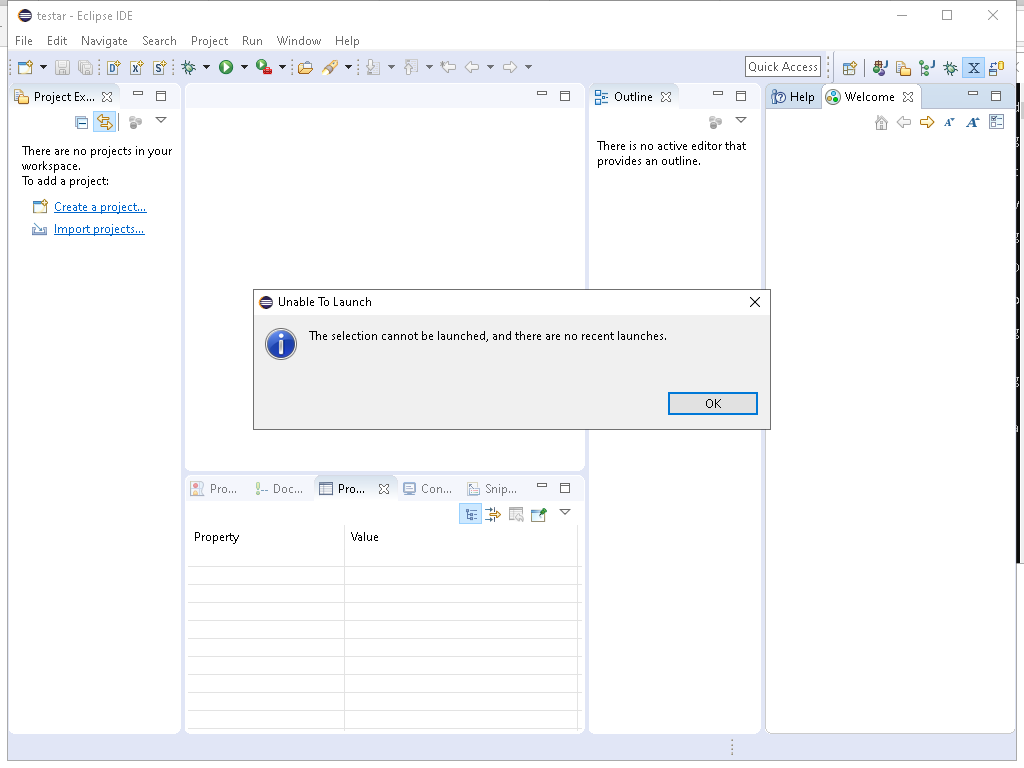 testar - Eclipse IDE
File Edit Navigate Search Project Run Window Help
Quick Access
Project Ex...
There are no projects in your
workspace.
To add a project:
Create a project...
Import projects...
Outline
There is no active editor that
provides an outline.
Help Welcome
Unable To Launch
The selection cannot be launched, and there are no recent launches.
OK
Pro... Doc... Pro... Con... Snip...
Property Value